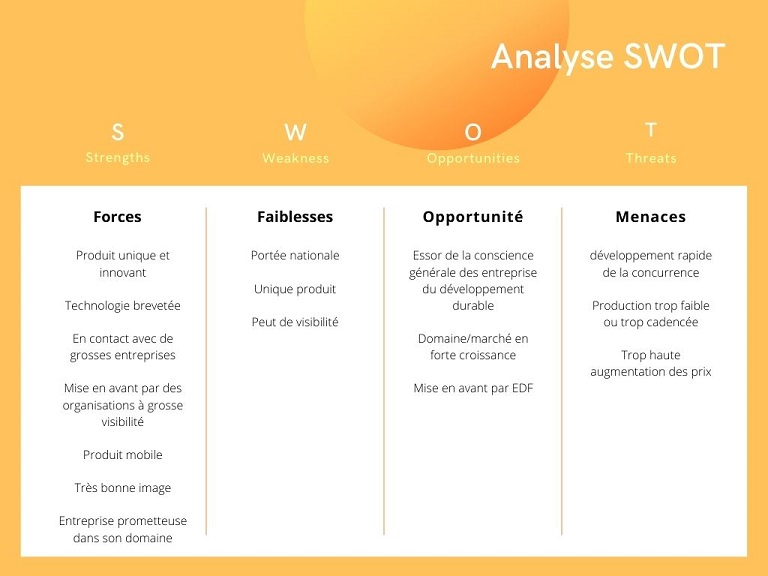 Analyse SWOT
S
Strengths
W
Weakness
O
Opportunities
T
Threats
Forces
Produit unique et
innovant
Technologie brevetée
En contact avec de
grosses entreprises
Mise en avant par des
organisations à grosse
visibilité
Produit mobile
Très bonne image
Entreprise prometteuse
dans son domaine
Faiblesses
Portée nationale
Unique produit
Peut de visibilité
Opportunité
Essor de la conscience
générale des entreprise
du développement
durable
Domaine/marché en
forte croissance
Mise en avant par EDF
Menaces
développement rapide
de la concurrence
Production trop faible
ou trop cadencée
Trop haute
augmentation des prix